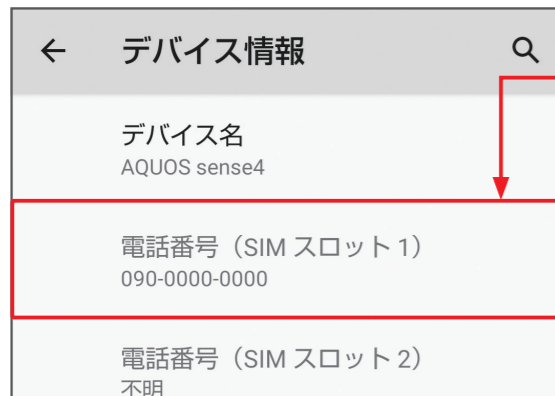 デバイス情報
デバイス名
AQUOS sense4
電話番号（SIM スロット 1）
090-0000-0000
電話番号（SIM スロット 2）
不明